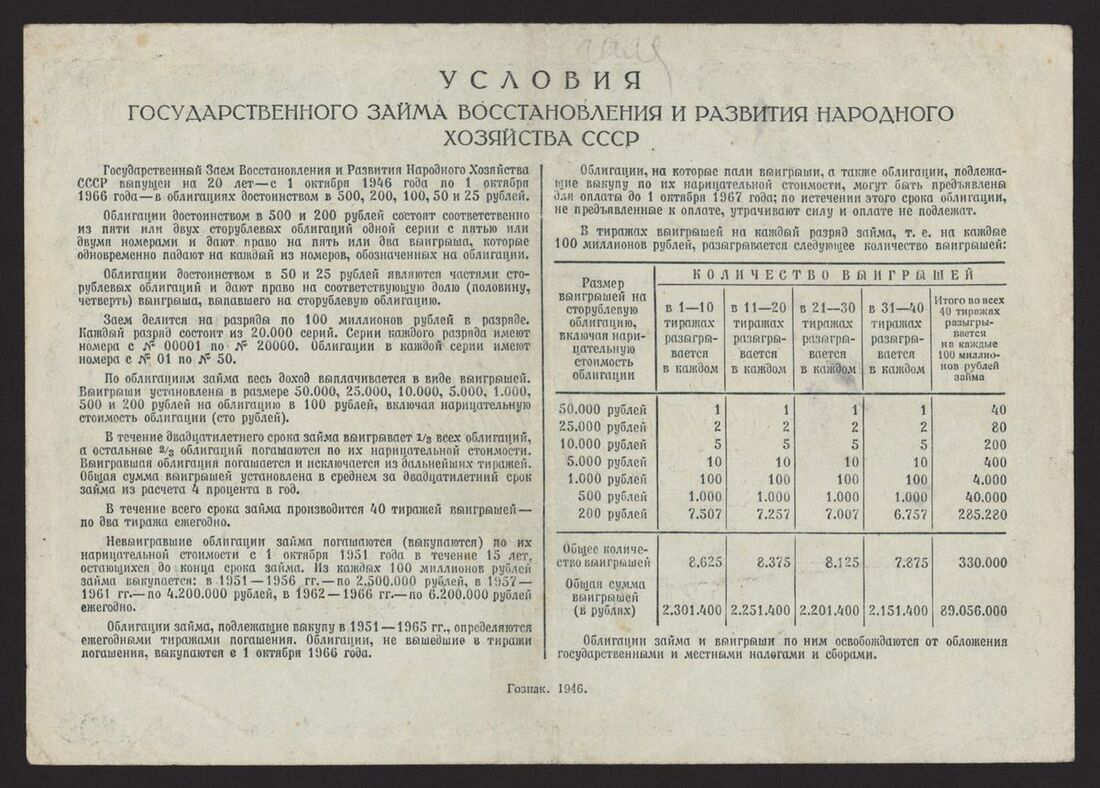 УСЛОВИЯ
ГОСУДАРСТВЕННОГО ЗАЙМА ВОССТАНОВЛЕНИЯ И РАЗВИТИЯ НАРОДНОГО
ХОЗЯЙСТВА СССР
Государственный Заем Восстановления и Развития Народного Хозяйства
СССР выпущен на 20 лет—с 1 октября 1946 года по 1 октября
1966 года—в облигациях достоинством в 500, 200, 100, 50 и 25 рублей.
Облигации достоинством в 500 и 200 рублей состоят соответственно
из пяти или двух сторублевых облигаций одной серии с пятью или
двумя номерами и дают право на пять или два выигрыша, которые
одновременно падают на каждый из номеров, обозначенных на облигации.
Облигации достоинством в 50 и 25 рублей являются частями сто-
рублевых облигаций и дают право на соответствующую долю (половину,
четверть) выигрыша, выпавшего на сторублевую облигацию.
Заем делится на разряды по 100 миллионов рублей в разряде.
Каждый разряд состоит из 20.000 серий. Серии каждого разряда имеют
номера с № 00001 по № 20000. Облигации в каждой серии имеют
номера с № 01 по № 50.
По облигациям займа весь доход выплачивается в виде выигрышей.
Выигрыши установлены в размере 50.000, 25.000, 10.000, 5.000, 1.000,
500 и 200 рублей на облигацию в 100 рублей, включая нарицательную
стоимость облигации (сто рублей).
В течение двадцатилетнего срока займа выигрывает 1/3 всех облигаций,
а остальные 2/3 облигаций погашаются по их нарицательной стоимости.
Выигравшая облигация погашается и исключается из дальнейших тиражей.
Общая сумма выигрышей установлена в среднем за двадцатилетний срок
займа из расчета 4 процента в год.
В течение всего срока займа производится 40 тиражей выигрышей—
по два тиража ежегодно.
Невыигравшие облигации займа погашаются (выкупаются) по их
нарицательной стоимости с 1 октября 1951 года в течение 15 лет,
остающихся до конца срока займа. Из каждых 100 миллионов рублей
займа выкупается: в 1951—1956 гг.—по 2.500.000 рублей, в 1957—
1961 гг.—по 4.200.000 рублей, в 1962—1966 гг.—по 6.200.000 рублей
ежегодно.
Облигации займа, подлежащие выкупу в 1951—1965 гг., определяются
ежегодными тиражами погашения. Облигации, не вышедшие в тиражи
погашения, выкупаются с 1 октября 1966 года.
Облигации, на которые пали выигрыши, а также облигации, подлежа-
щие выкупу по их нарицательной стоимости, могут быть предъявлены
для оплаты до 1 октября 1967 года; по истечении этого срока облигации,
не предъявленные к оплате, утрачивают силу и оплате не подлежат.
В тиражах выигрышей на каждый разряд займа, т. е. на каждые
100 миллионов рублей, разыгрывается следующее количество выигрышей:
Размер выигрышей на сторублевую облигацию, включая нарицательную стоимость облигации
КОЛИЧЕСТВО ВЫИГРЫШЕЙ
в 1—10 тиражах разыгры-вается в каждом
в 11—20 тиражах разыгры-вается в каждом
в 21—30 тиражах разыгры-вается в каждом
в 31—40 тиражах разыгры-вается в каждом
Итого во всех 40 тиражах разыгры-вается на каждые 100 миллио-нов рублей займа
50.000 рублей 1 1 1 1 40
25.000 рублей 2 2 2 2 80
10.000 рублей 5 5 5 5 200
5.000 рублей 10 10 10 10 400
1.000 рублей 100 100 100 100 4.000
500 рублей 1.000 1.000 1.000 1.000 40.000
200 рублей 7.507 7.257 7.007 6.757 285.280
Общее количе-
ство выигрышей 8.625 8.375 8.125 7.875 330.000
Общая сумма
выигрышей
(в рублях) 2.301.400 2.251.400 2.201.400 2.151.400 89.056.000
Облигации займа и выигрыши по ним освобождаются от обложения
государственными и местными налогами и сборами.
Гознак. 1946.